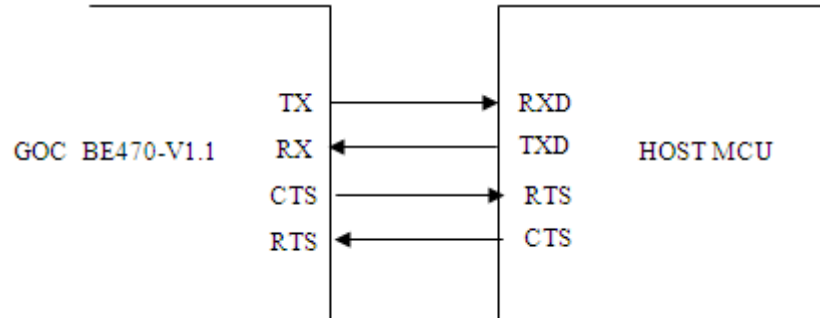 TX RXD
GOC BE470-V1.1 RX TXD HOST MCU
CTS RTS
RTS CTS